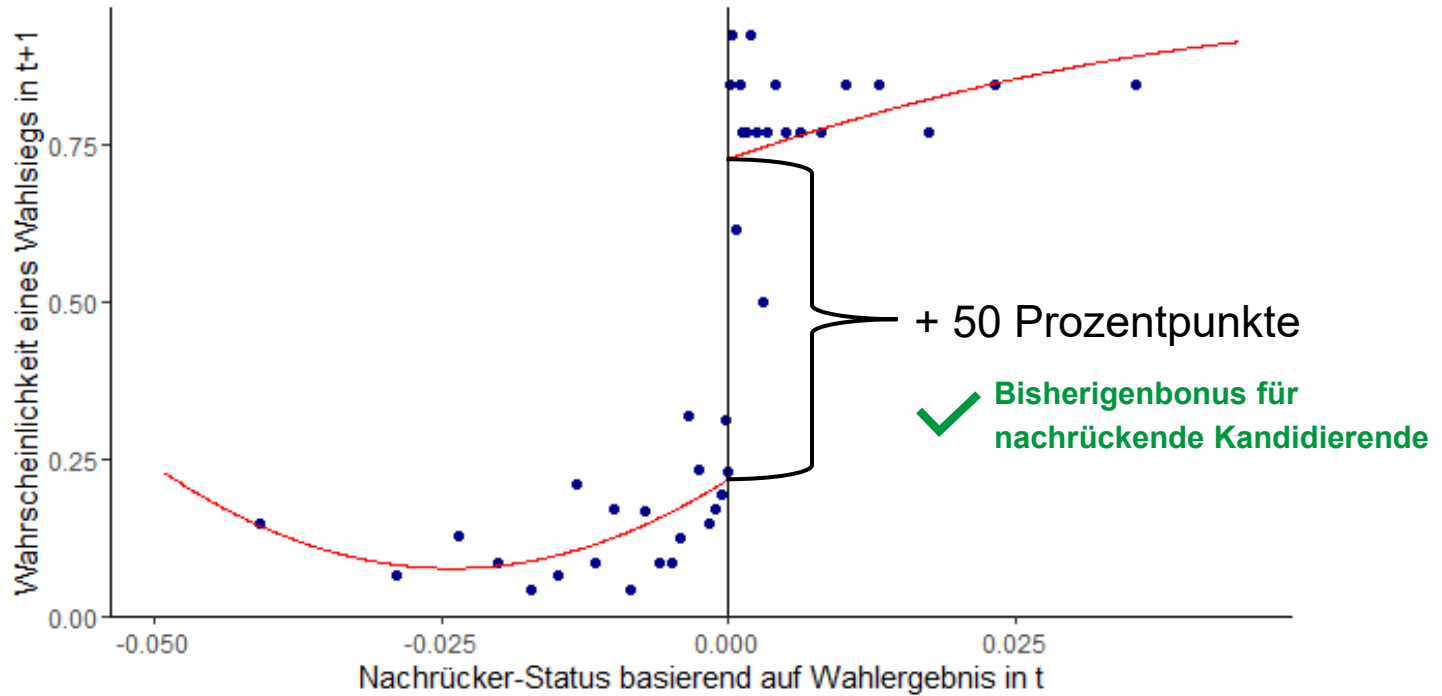 Wahrscheinlichkeit eines Wahlsiegs in t+1
0.75
0.50
0.25
0.00
+ 50 Prozentpunkte
Bisherigenbonus für
nachrückende Kandidierende
-0.050
-0.025
0.000
0.025
Nachrücker-Status basierend auf Wahlergebnis in t